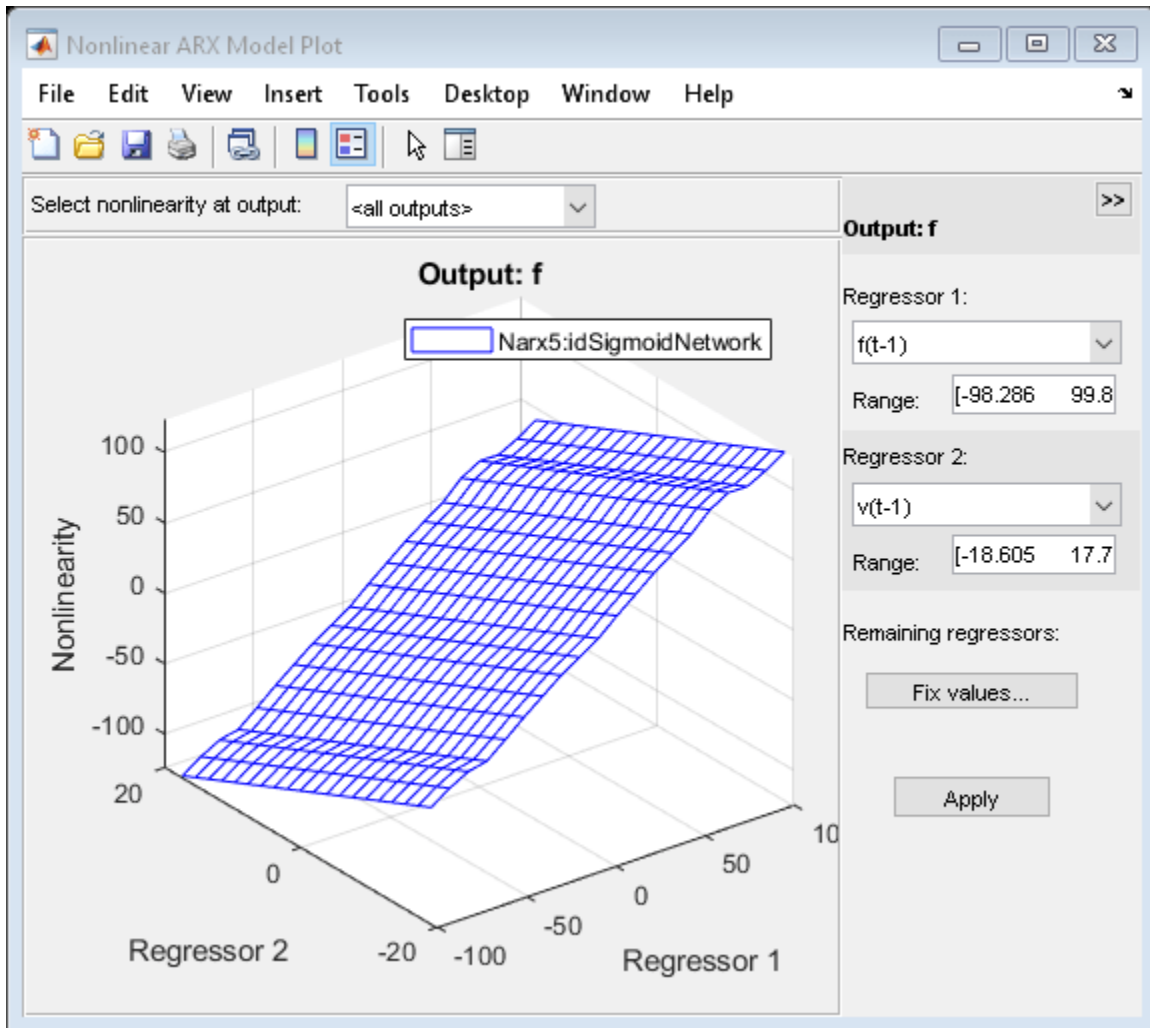 Nonlinear ARX Model Plot
File Edit View Insert Tools Desktop Window Help
Select nonlinearity at output: <all outputs>
>>
Output: f
Output: f
Narx5:idSigmoidNetwork
100
50
0
-50
-100
Nonlinearity
20
0
-20
Regressor 2
-100
-50
0
50
10
Regressor 1
Regressor 1:
f(t-1)
Range: [-98.286 99.8
Regressor 2:
v(t-1)
Range: [-18.605 17.7
Remaining regressors:
Fix values...
Apply